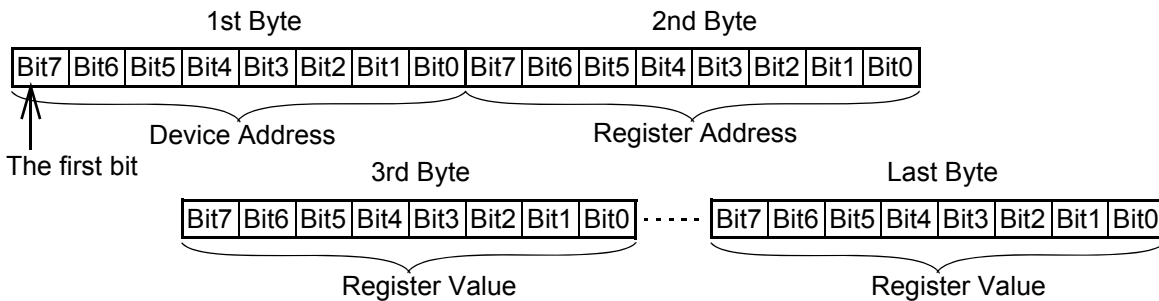 1st Byte 2nd Byte
Bit7 Bit6 Bit5 Bit4 Bit3 Bit2 Bit1 Bit0 Bit7 Bit6 Bit5 Bit4 Bit3 Bit2 Bit1 Bit0
Device Address Register Address
The first bit
3rd Byte Last Byte
Bit7 Bit6 Bit5 Bit4 Bit3 Bit2 Bit1 Bit0 Bit7 Bit6 Bit5 Bit4 Bit3 Bit2 Bit1 Bit0
Register Value Register Value